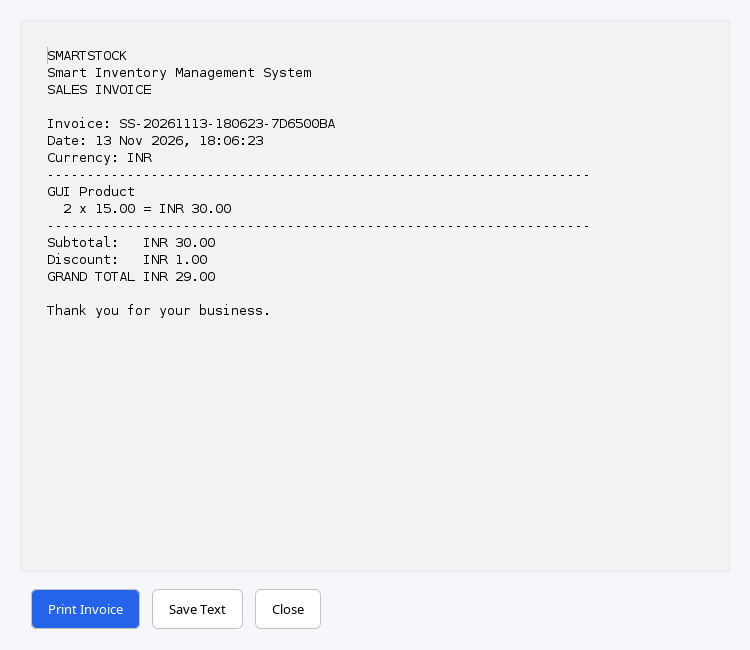 SMARTSTOCK
Smart Inventory Management System
SALES INVOICE
Invoice: SS-20261113-180623-7D6500BA
Date: 13 Nov 2026, 18:06:23
Currency: INR
--------------------------------------------------------------------
GUI Product
  2 x 15.00 = INR 30.00
--------------------------------------------------------------------
Subtotal:   INR 30.00
Discount:   INR 1.00
GRAND TOTAL INR 29.00
Thank you for your business.
Print Invoice Save Text Close